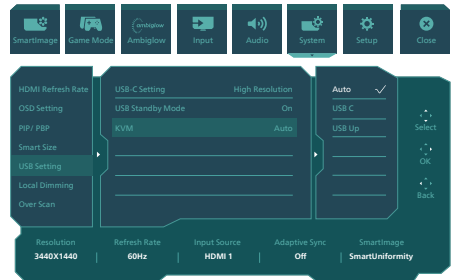 SmartImage
Game Mode
ambiglow
Ambiglow
Input
Audio
System
Setup
Close
HDMI Refresh Rate
OSD Setting
PIP / PBP
Smart Size
USB Setting
Local Dimming
Over Scan
USB-C Setting High Resolution
USB Standby Mode On
KVM Auto
Auto
USB C
USB Up
Select
OK
Back
Resolution
3440X1440
Refresh Rate
60Hz
Input Source
HDMI 1
Adaptive Sync
Off
SmartImage
SmartUniformity